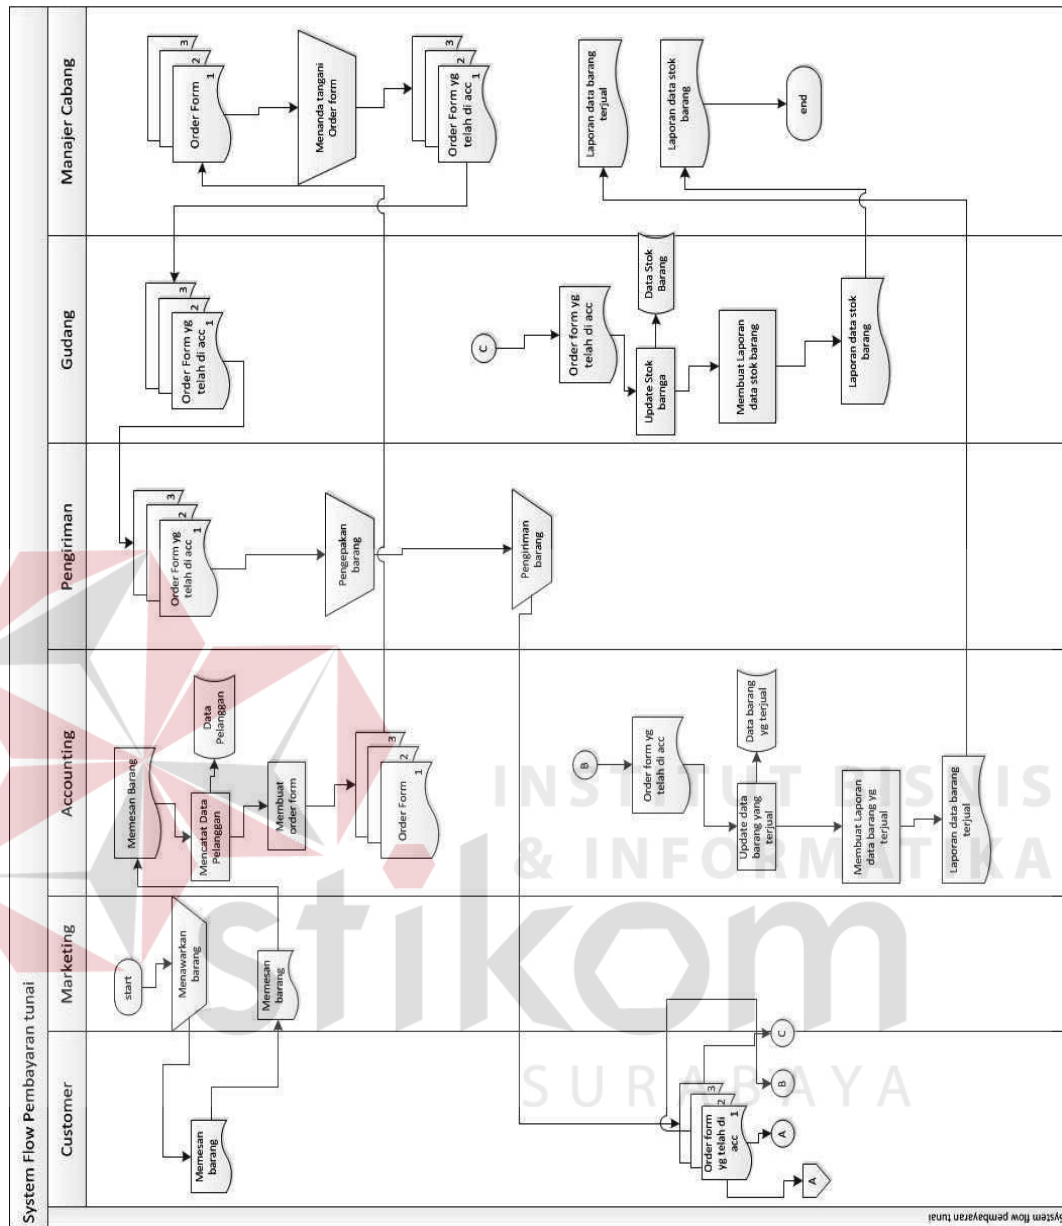 System Flow Pembayaran tunai
Customer
Marketing
Accounting
Pengiriman
Gudang
Manajer Cabang
System flow pembayaran tunai
start
Menawarkan
barang
Memesan
barang
Memesan
barang
Memesan Barang
Mencatat Data
Pelanggan
Data
Pelanggan
Membuat
order form
Order Form
1
2
3
Order Form
1
2
3
Menanda tangani
Order form
Order Form yg
telah di acc
1
2
3
Order Form yg
telah di acc
1
2
3
Order Form yg
telah di acc
1
2
3
Pengepakan
barang
Pengiriman
barang
Order form
yg telah di
acc
1
2
3
A
A
B
C
B
Order form yg
telah di acc
Update data
barang yang
terjual
Data barang
yg terjual
Membuat Laporan
data barang yg
terjual
Laporan data barang
terjual
C
Order form yg
telah di acc
Update Stok
barnga
Data Stok
Barang
Membuat Laporan
data stok barang
Laporan data stok
barang
Laporan data barang
terjual
Laporan data stok
barang
end
INSTITUT BISNIS
& INFORMATIKA
stikom
SURABAYA